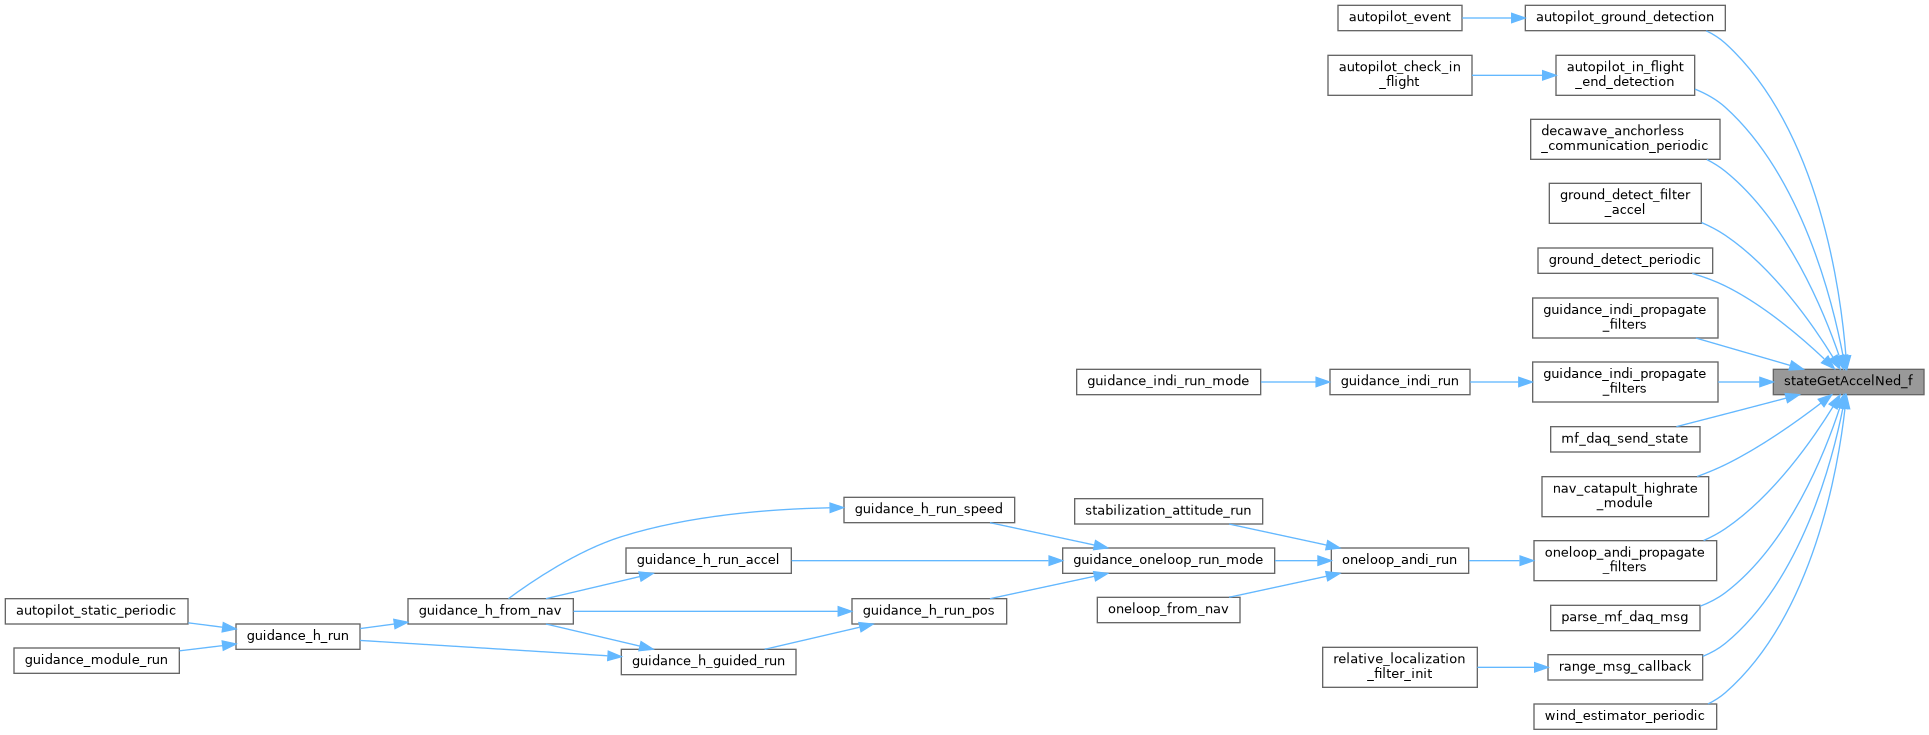 autopilot_event
autopilot_ground_detection
autopilot_check_in
_flight
autopilot_in_flight
_end_detection
decawave_anchorless
_communication_periodic
ground_detect_filter
_accel
ground_detect_periodic
guidance_indi_propagate
_filters
guidance_indi_run_mode
guidance_indi_run
guidance_indi_propagate
_filters
stateGetAccelNed_f
mf_daq_send_state
nav_catapult_highrate
_module
guidance_h_run_speed
stabilization_attitude_run
guidance_h_run_accel
guidance_oneloop_run_mode
oneloop_andi_run
oneloop_andi_propagate
_filters
autopilot_static_periodic
guidance_h_from_nav
guidance_h_run_pos
oneloop_from_nav
parse_mf_daq_msg
guidance_h_run
guidance_module_run
guidance_h_guided_run
relative_localization
_filter_init
range_msg_callback
wind_estimator_periodic